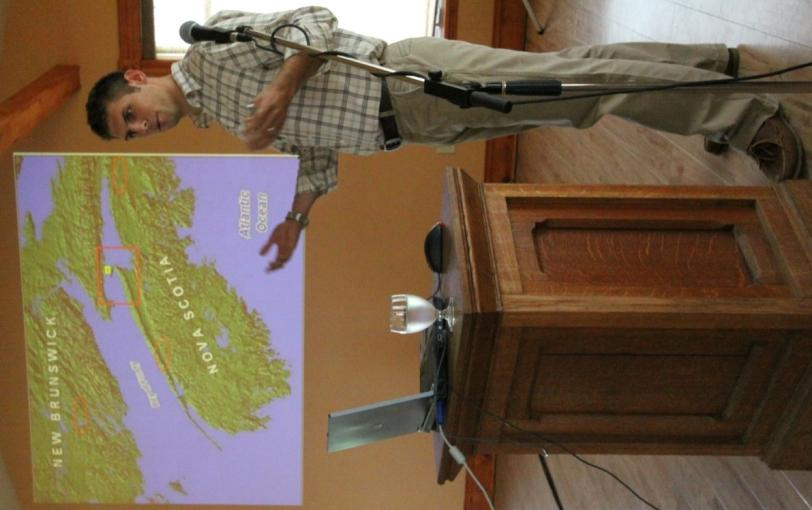 NEW BRUNSWICK
NOVA SCOTIA
Atlantic
Ocean